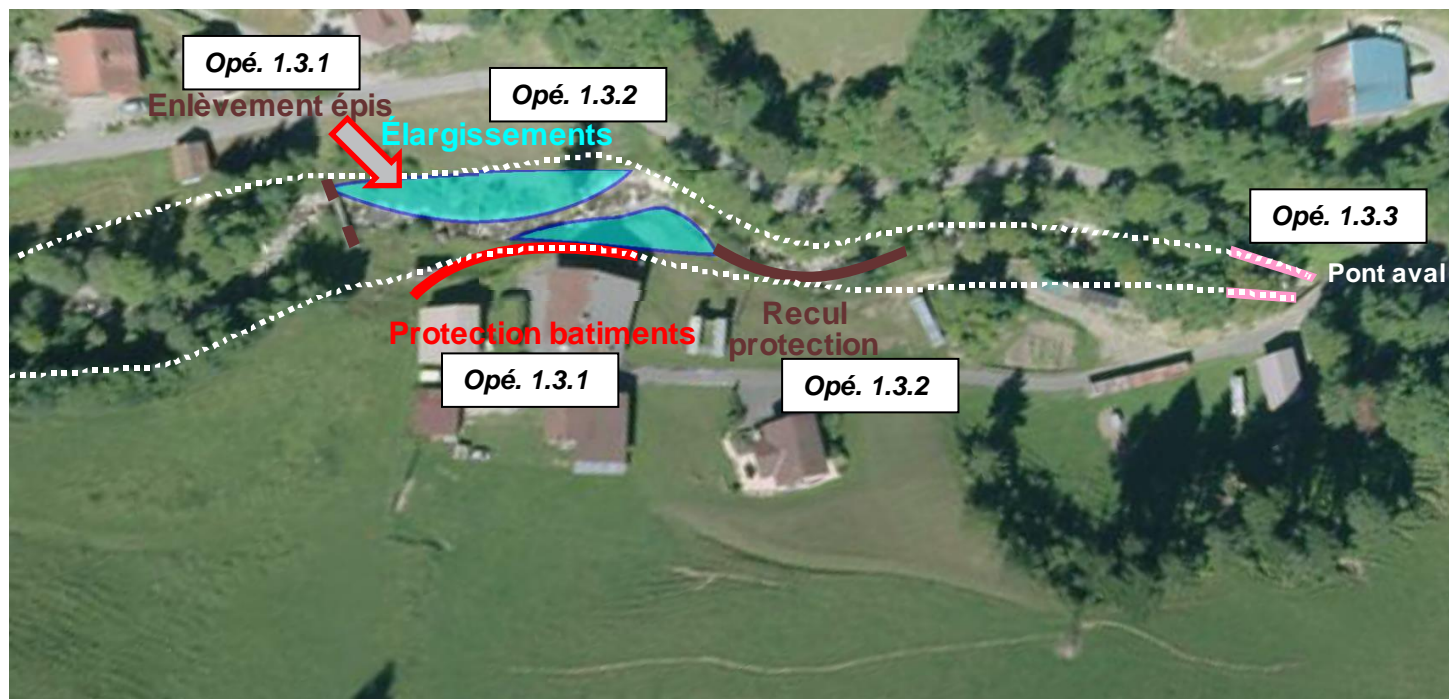 Opé. 1.3.1
Enlèvement épis
Opé. 1.3.2
Élargissements
Opé. 1.3.3
Pont aval
Recul
protection
Protection batiments
Opé. 1.3.1
Opé. 1.3.2